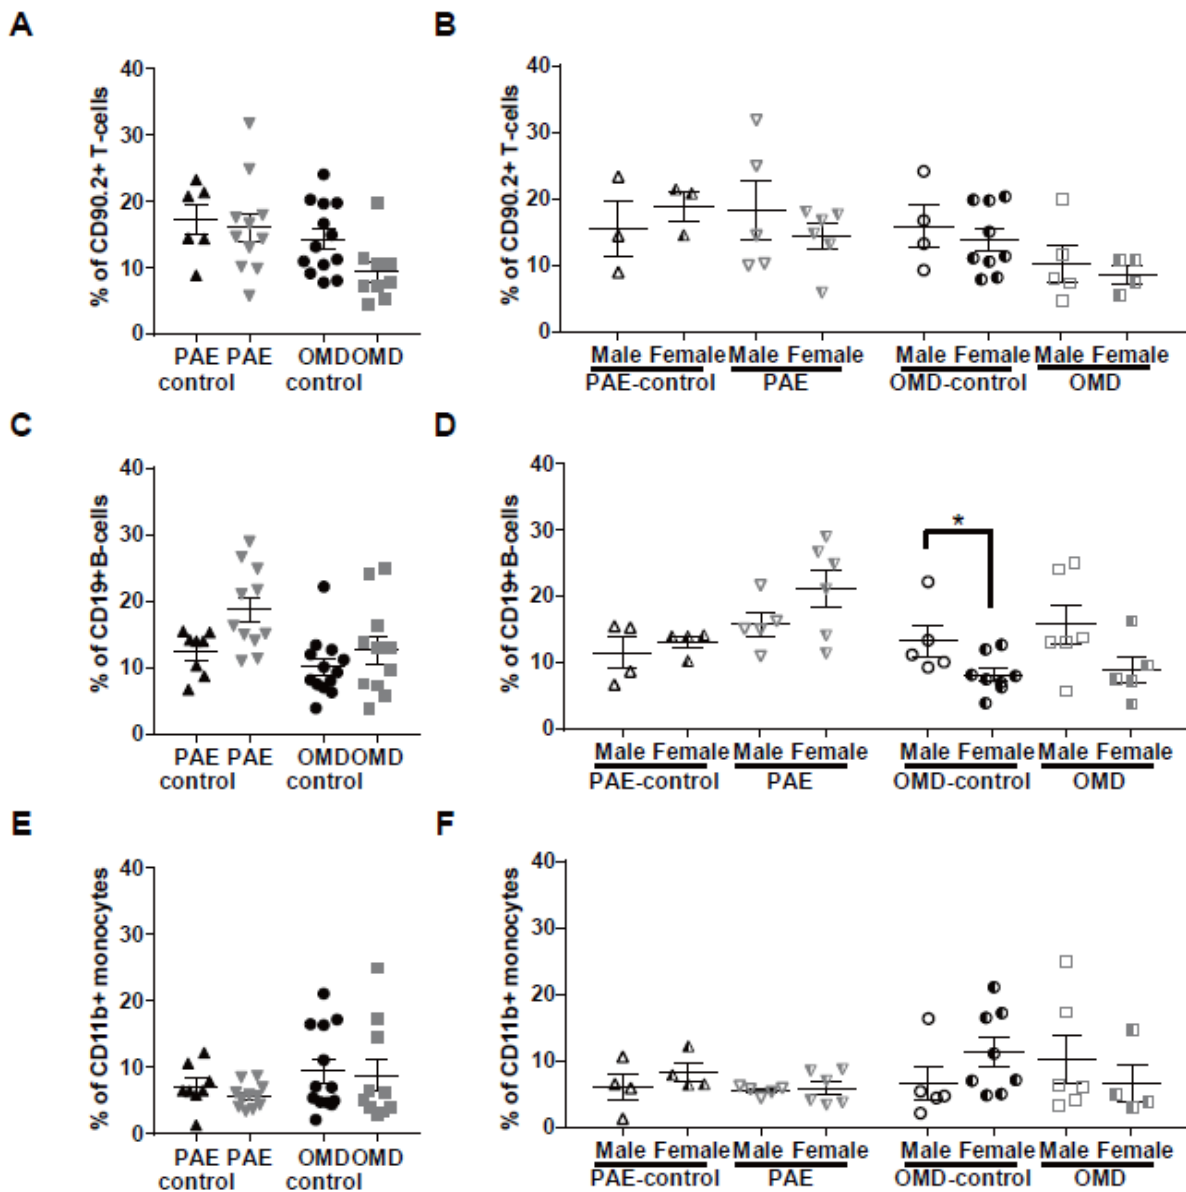 A
% of CD90.2+ T-cells
40
30
20
10
0
PAE PAE OMD OMD
control control
B
% of CD90.2+ T-cells
40
30
20
10
0
Male Female Male Female Male Female Male Female
PAE-control PAE OMD-control OMD
C
% of CD19+B-cells
40
30
20
10
0
PAE PAE OMD OMD
control control
D
% of CD19+B-cells
40
30
20
10
0
*
Male Female Male Female Male Female Male Female
PAE-control PAE OMD-control OMD
E
% of CD11b+ monocytes
40
30
20
10
0
PAE PAE OMD OMD
control control
F
% of CD11b+ monocytes
40
30
20
10
0
Male Female Male Female Male Female Male Female
PAE-control PAE OMD-control OMD